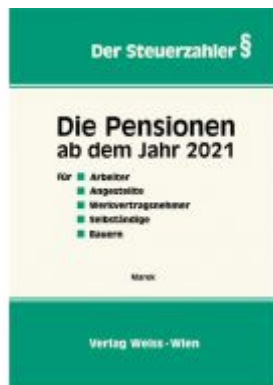 Der Steuerzahler §
Die Pensionen
ab dem Jahr 2021
für ■ Arbeiter
■ Angestellte
■ Werkvertragsnehmer
■ Selbständige
■ Bauern
Marek
Verlag Weiss - Wien